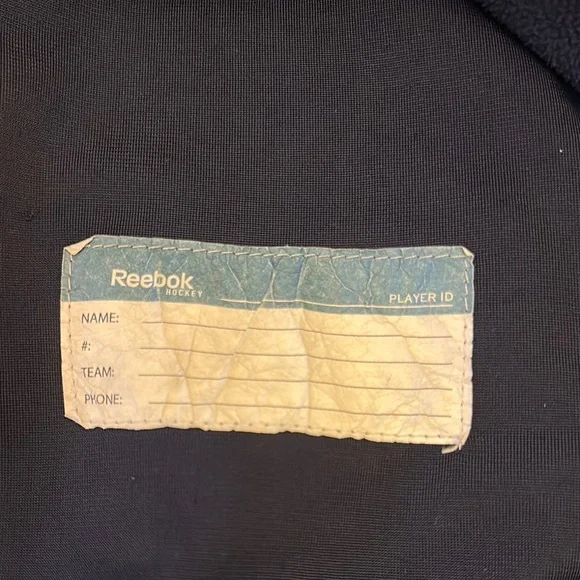 Reebok
HOCKEY
PLAYER ID
NAME:
#:
TEAM:
PHONE: